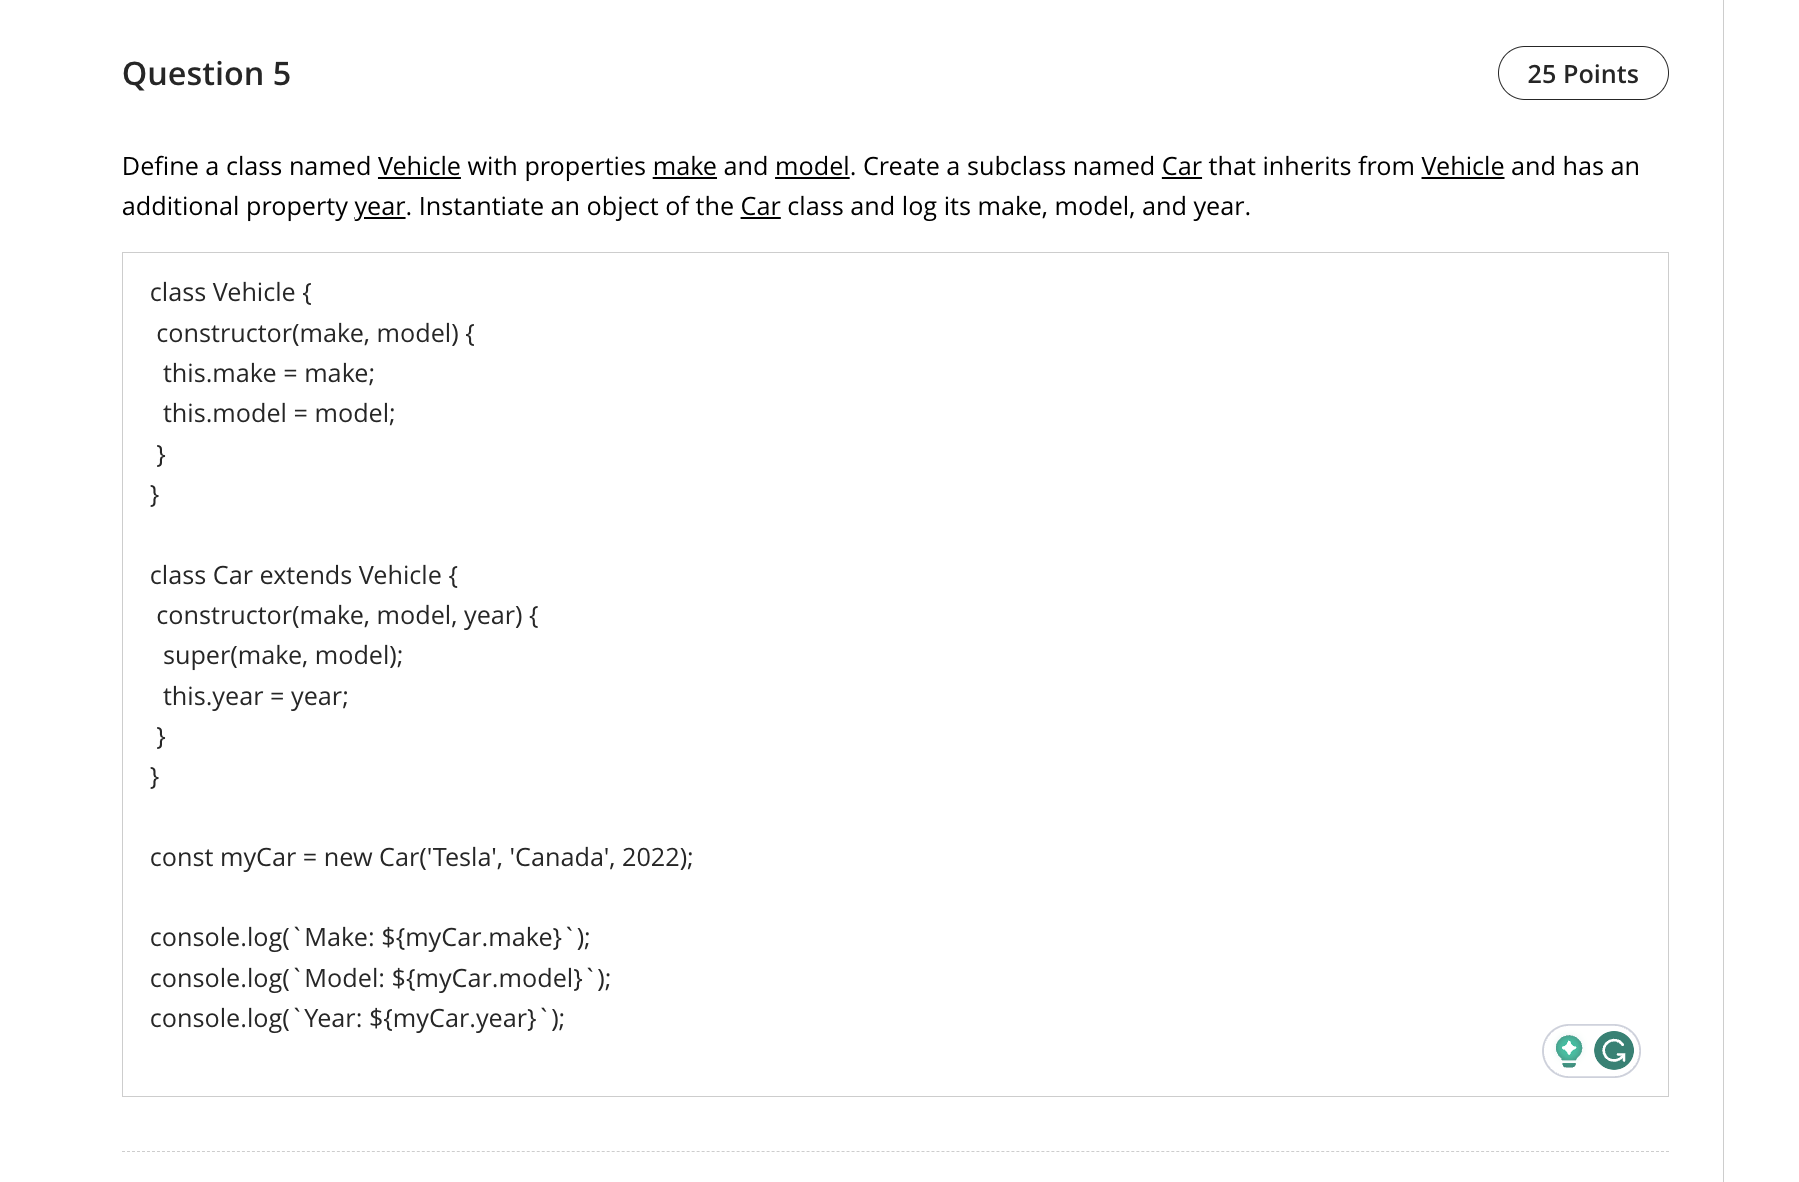 Question 5
25 Points
Define a class named Vehicle with properties make and model. Create a subclass named Car that inherits from Vehicle and has an
additional property year. Instantiate an object of the Car class and log its make, model, and year.
class Vehicle {
 constructor(make, model) {
  this.make = make;
  this.model = model;
 }
}

class Car extends Vehicle {
 constructor(make, model, year) {
  super(make, model);
  this.year = year;
 }
}

const myCar = new Car('Tesla', 'Canada', 2022);

console.log(`Make: ${myCar.make}`);
console.log(`Model: ${myCar.model}`);
console.log(`Year: ${myCar.year}`);